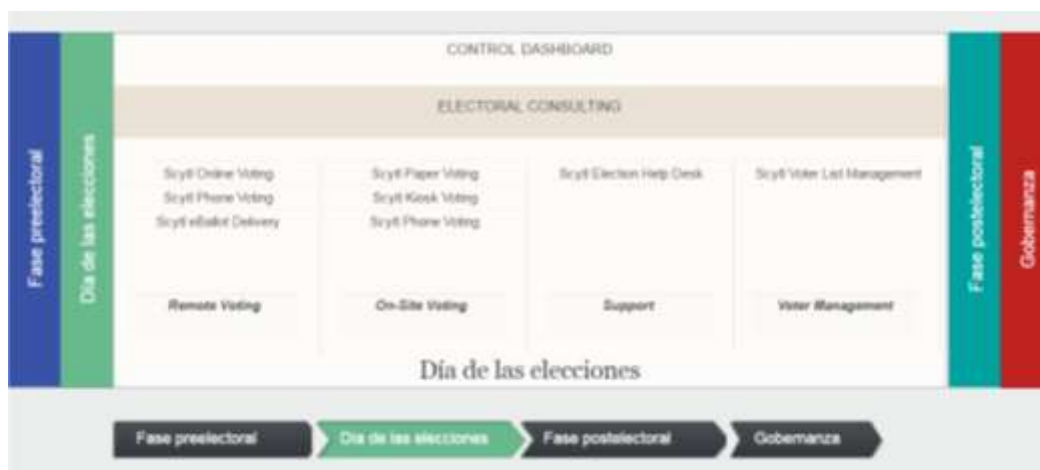 CONTROL DASHBOARD
ELECTORAL CONSULTING
Fase preelectoral
Día de las elecciones
Scytl Online Voting
Scytl Phone Voting
Scytl eBallot Delivery
Remote Voting
Scytl Paper Voting
Scytl Kiosk Voting
Scytl Phone Voting
On-Site Voting
Scytl Election Help Desk
Support
Scytl Voter List Management
Voter Management
Fase postelectoral
Gobernanza
Día de las elecciones
Fase preelectoral
Día de las elecciones
Fase postelectoral
Gobernanza